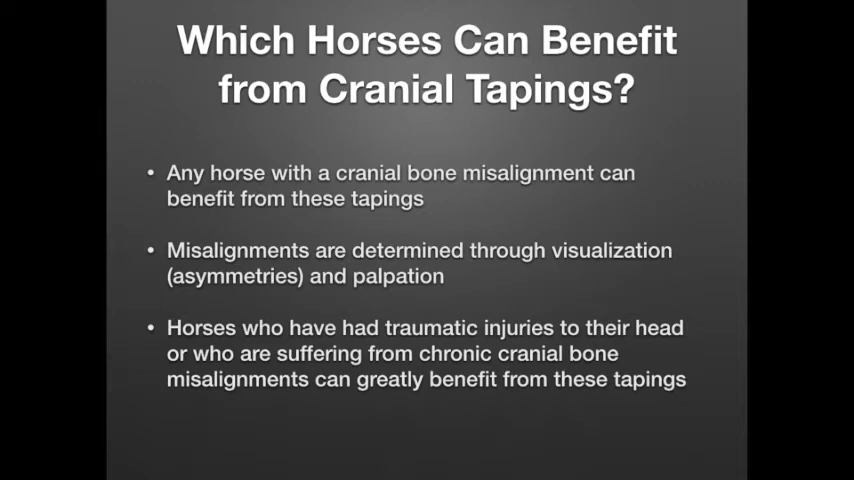 Which Horses Can Benefit
from Cranial Tapings?
• Any horse with a cranial bone misalignment can
benefit from these tapings
• Misalignments are determined through visualization
(asymmetries) and palpation
• Horses who have had traumatic injuries to their head
or who are suffering from chronic cranial bone
misalignments can greatly benefit from these tapings